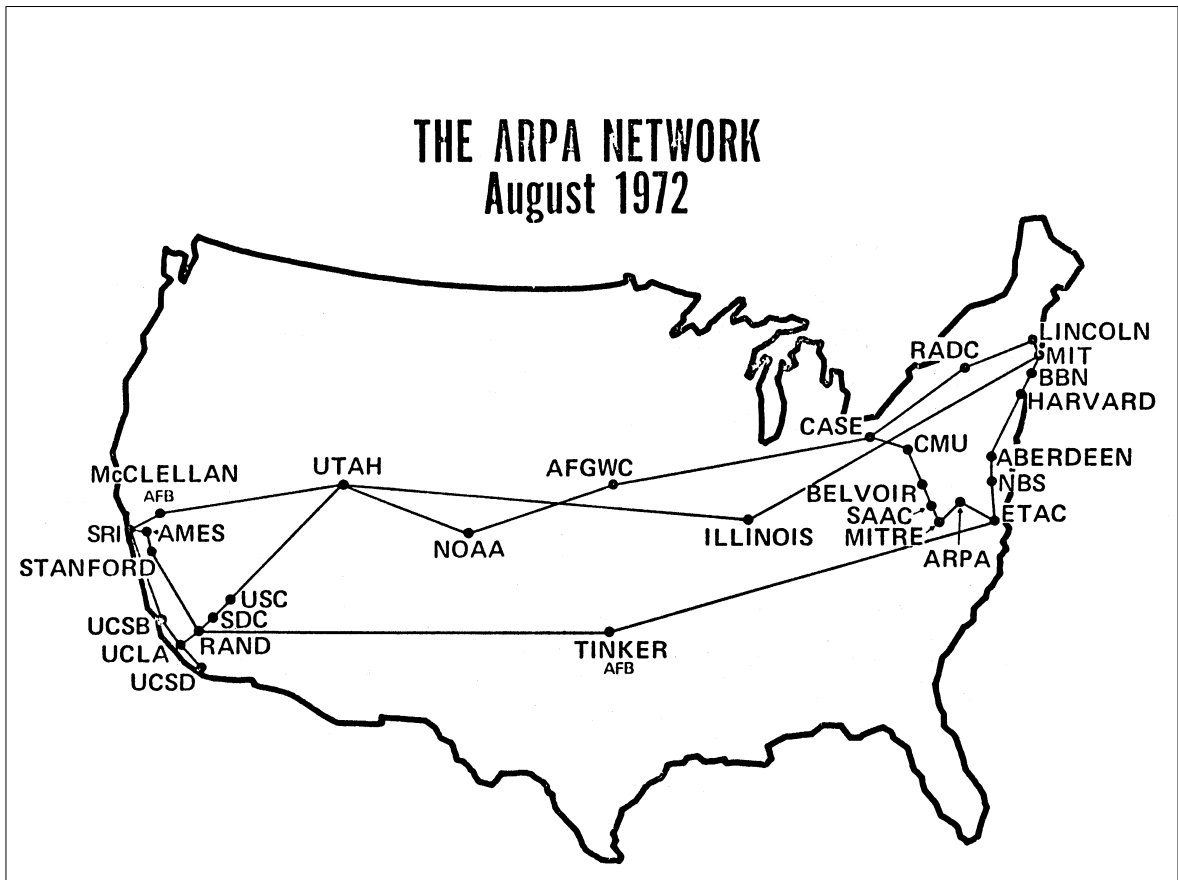 THE ARPA NETWORK
August 1972
LINCOLN
RADC
MIT
BBN
HARVARD
CASE
CMU
McCLELLAN
AFB
UTAH
AFGWC
ABERDEEN
NBS
BELVOIR
SAAC
ETAC
SRI
AMES
NOAA
ILLINOIS
MITRE
ARPA
STANFORD
USC
SDC
UCSB
RAND
UCLA
TINKER
AFB
UCSD